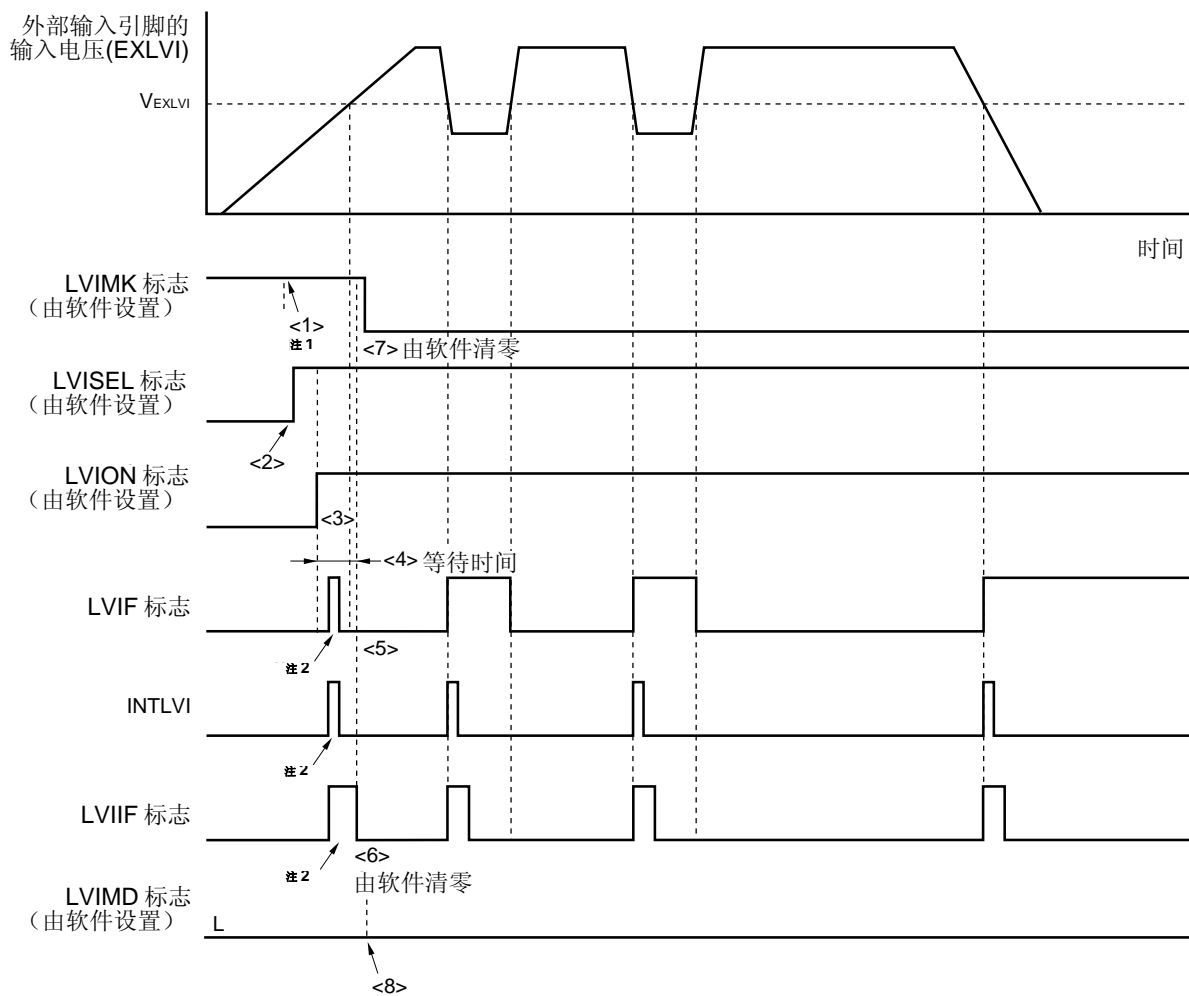 外部输入引脚的
输入电压(EXLVI)
VEXLVI
时间
LVIMK 标志
（由软件设置）
<1>
注1
<7> 由软件清零
LVISEL 标志
（由软件设置）
<2>
LVION 标志
（由软件设置）
<3>
<4> 等待时间
LVIF 标志
注2
<5>
INTLVI
注2
LVIIF 标志
注2
<6>
由软件清零
LVIMD 标志
（由软件设置）
L
<8>